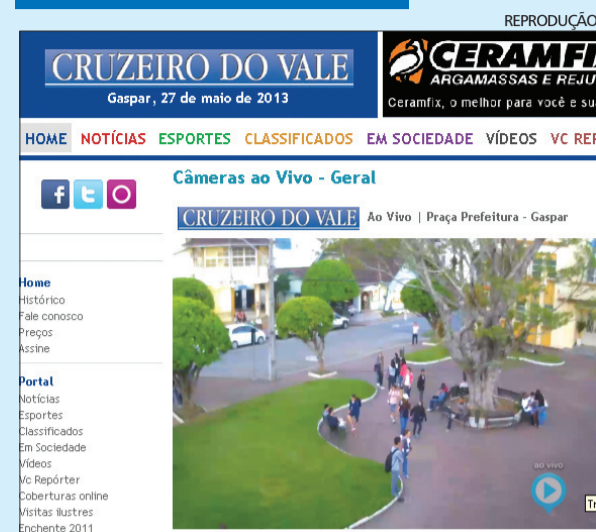 REPRODUÇÃO
CRUZEIRO DO VALE
Gaspar, 27 de maio de 2013
CERAMFI
ARGAMASSAS E REJU
Ceramfix, o melhor para você e su
HOME NOTÍCIAS ESPORTES CLASSIFICADOS EM SOCIEDADE VÍDEOS VC REP
Câmeras ao Vivo - Geral
CRUZEIRO DO VALE Ao Vivo | Praça Prefeitura - Gaspar
Home
Histórico
Fale conosco
Preços
Assine
Portal
Notícias
Esportes
Classificados
Em Sociedade
Vídeos
Vc Repórter
Coberturas online
Visitas ilustres
Enchente 2011
AO VIVO
Tr